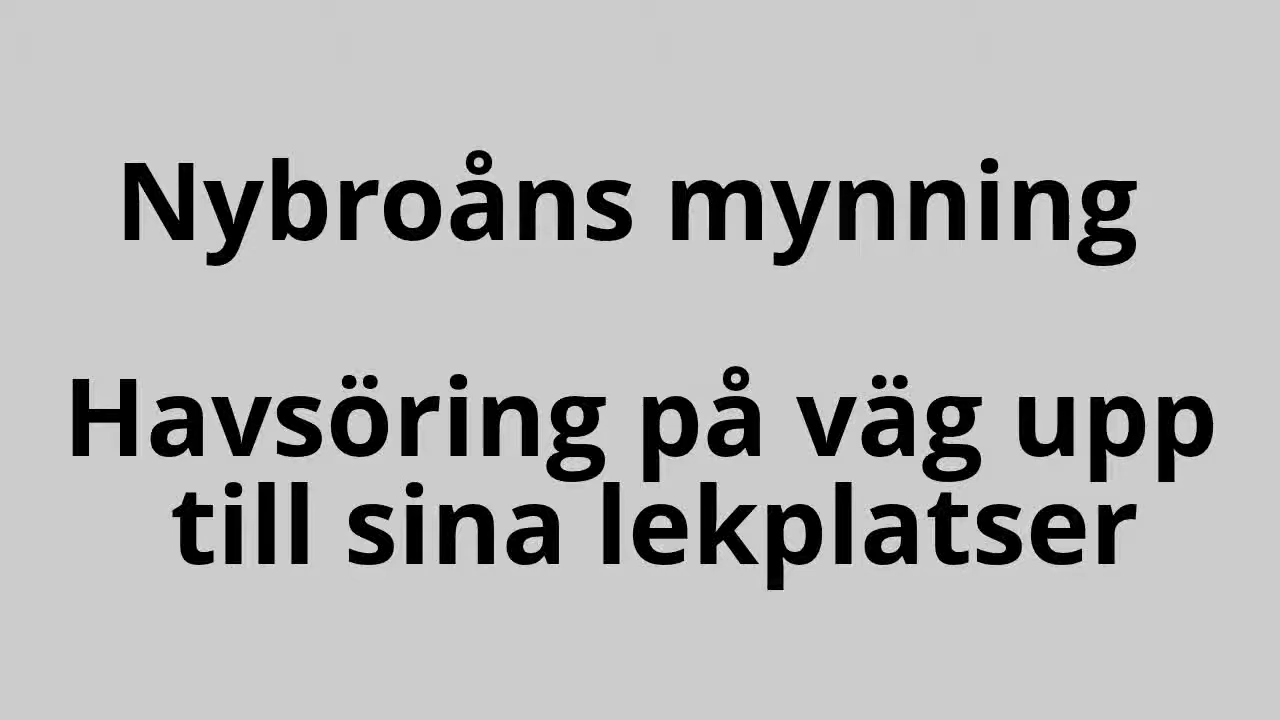 Nybroåns mynning
Havsöring på väg upp
till sina lekplatser